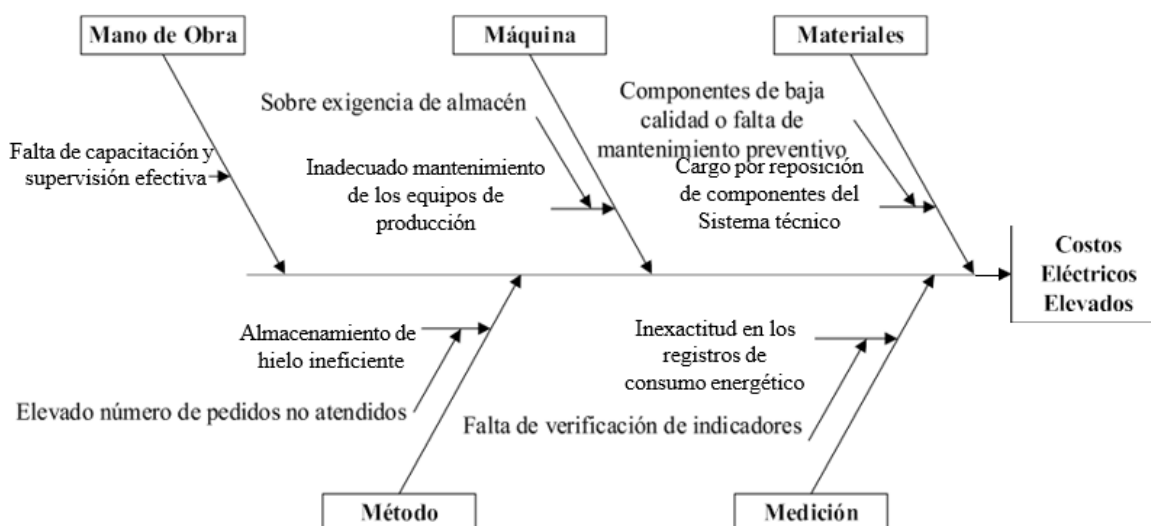 Mano de Obra
Máquina
Materiales
Sobre exigencia de almacén
Componentes de baja
calidad o falta de
mantenimiento preventivo
Falta de capacitación y
supervisión efectiva
Inadecuado mantenimiento
de los equipos de
producción
Cargo por reposición
de componentes del
Sistema técnico
Costos
Eléctricos
Elevados
Almacenamiento de
hielo ineficiente
Inexactitud en los
registros de
consumo energético
Elevado número de pedidos no atendidos
Falta de verificación de indicadores
Método
Medición